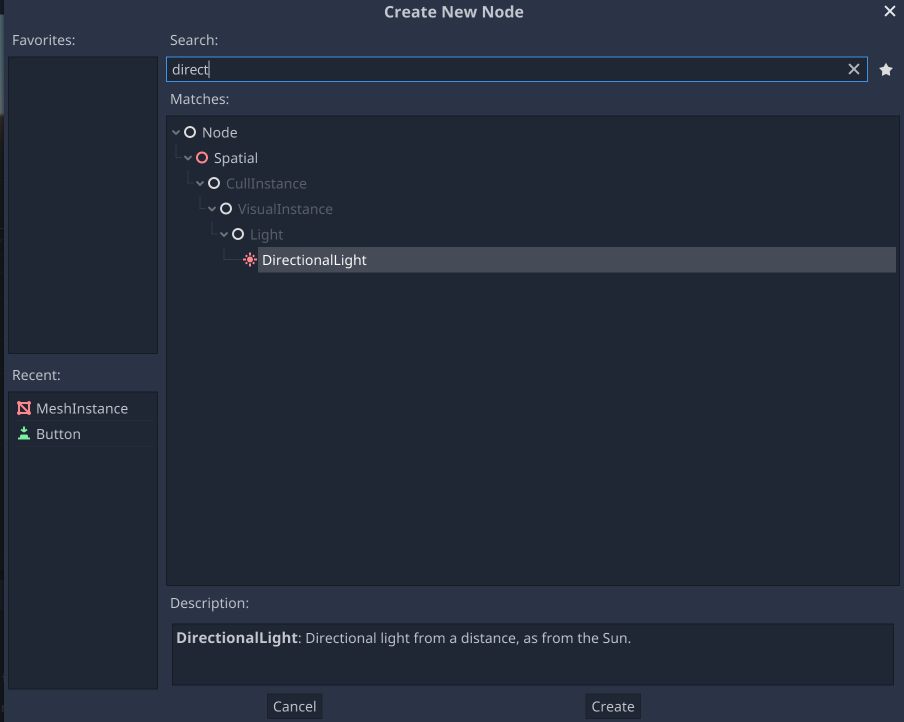 Create New Node
Favorites:
Search:
direct
Matches:
Node
Spatial
CullInstance
VisualInstance
Light
DirectionalLight
Recent:
MeshInstance
Button
Description:
DirectionalLight: Directional light from a distance, as from the Sun.
Cancel
Create